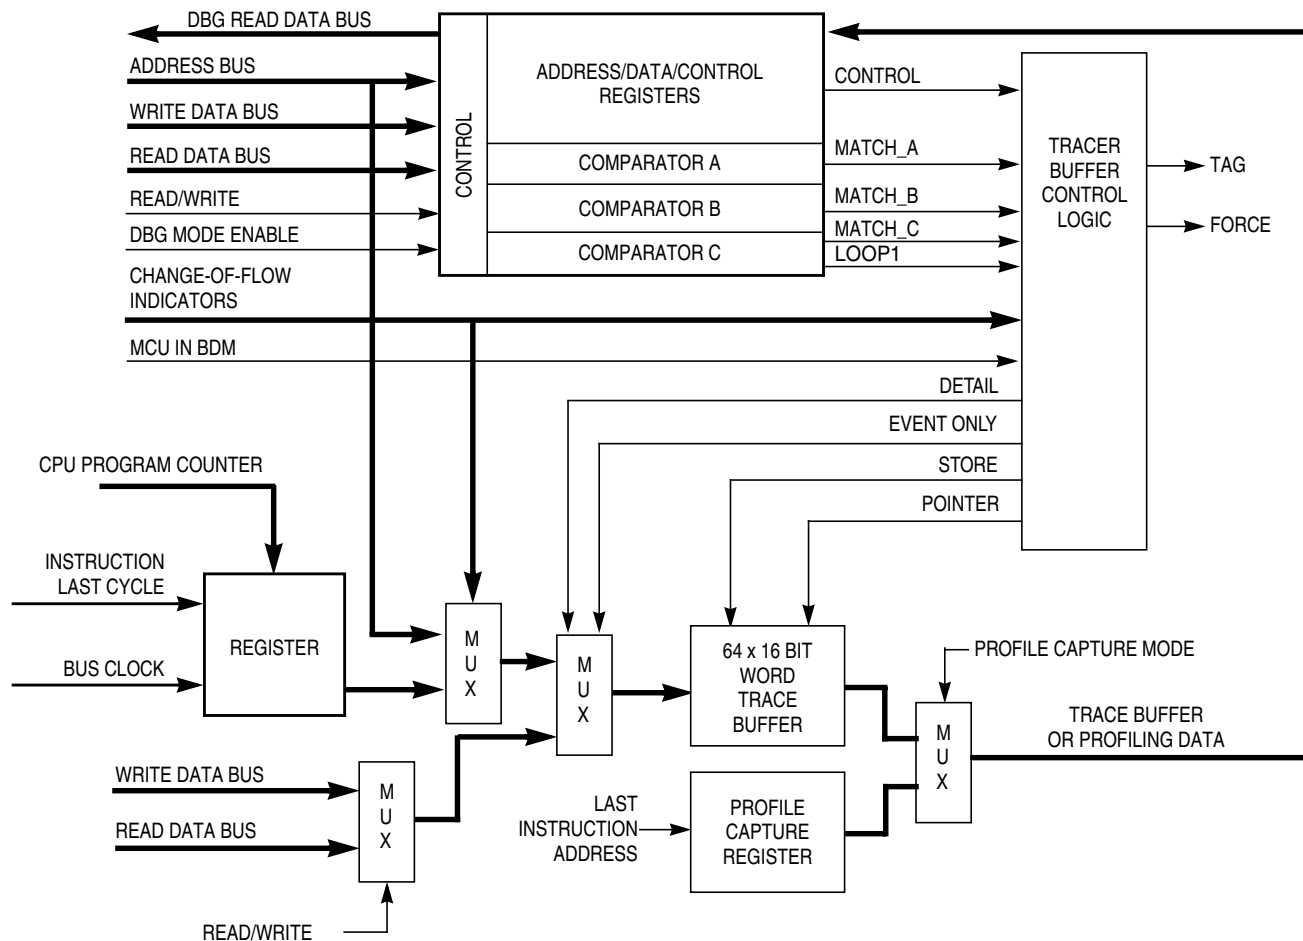 DBG READ DATA BUS
ADDRESS BUS
WRITE DATA BUS
READ DATA BUS
READ/WRITE
DBG MODE ENABLE
CHANGE-OF-FLOW
INDICATORS
MCU IN BDM
CONTROL
ADDRESS/DATA/CONTROL
REGISTERS
COMPARATOR A
COMPARATOR B
COMPARATOR C
CONTROL
MATCH_A
MATCH_B
MATCH_C
LOOP1
TRACER
BUFFER
CONTROL
LOGIC
TAG
FORCE
DETAIL
EVENT ONLY
STORE
POINTER
CPU PROGRAM COUNTER
INSTRUCTION
LAST CYCLE
BUS CLOCK
REGISTER
M
U
X
M
U
X
64 x 16 BIT
WORD
TRACE
BUFFER
PROFILE CAPTURE MODE
M
U
X
TRACE BUFFER
OR PROFILING DATA
WRITE DATA BUS
READ DATA BUS
M
U
X
READ/WRITE
LAST
INSTRUCTION
ADDRESS
PROFILE
CAPTURE
REGISTER